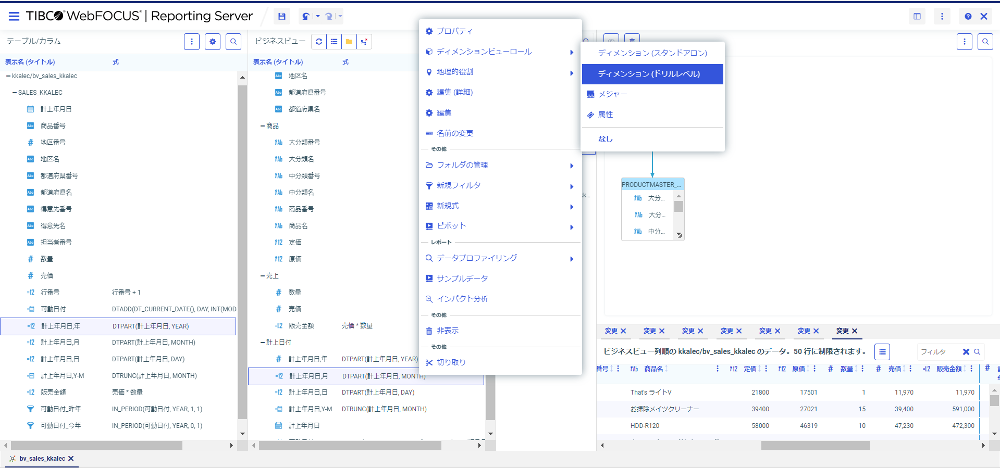 TIBCO WebFOCUS | Reporting Server
テーブル/カラム
表示名 (タイトル) 式
kkalec/bv_sales_kkalec
SALES_KKALEC
計上年月日
商品番号
地区番号
地区名
都道府県番号
都道府県名
得意先番号
得意先名
担当者番号
数量
売価
行番号 行番号 + 1
可動日付 DTADD(DT_CURRENT_DATE(), DAY, INT(MOD
計上年月日,年 DTPART(計上年月日, YEAR)
計上年月日,月 DTPART(計上年月日, MONTH)
計上年月日,日 DTPART(計上年月日, DAY)
計上年月日,Y-M DTRUNC(計上年月日, MONTH)
販売金額 売価 * 数量
可動日付_昨年 IN_PERIOD(可動日付, YEAR, 1, 1)
可動日付_今年 IN_PERIOD(可動日付, YEAR, 0, 1)
ビジネスビュー
表示名 (タイトル) 式
地区名
都道府県番号
都道府県名
商品
大分類番号
大分類名
中分類番号
中分類名
商品番号
商品名
定価
原価
売上
数量
売価
販売金額 売価 * 数量
計上日付
計上年月日,年 DTPART(計上年月日, YEAR)
計上年月日,月 DTPART(計上年月日, MONTH)
計上年月日,日 DTPART(計上年月日, DAY)
計上年月日,Y-M DTRUNC(計上年月日, MONTH)
計上年月日
プロパティ
ディメンションビューロール
地理的役割
編集 (詳細)
編集
名前の変更
その他
フォルダの管理
新規フィルタ
新規式
ピボット
レポート
データプロファイリング
サンプルデータ
インパクト分析
その他
非表示
その他
切り取り
ディメンション (スタンドアロン)
ディメンション (ドリルレベル)
メジャー
属性
なし
kk...
PRODUCTMASTER_...
大分...
大分...
中分...
変更 変更 変更 変更 変更 変更 変更
ビジネスビュー列順の kkalec/bv_sales_kkalec のデータ。50 行に制限されます。 フィルタ
番号 商品名 定価 原価 数量 売価 販売金額
That's ライトV 21800 17501 1 11,970 11,970
お掃除メイツクリーナー 39400 27021 15 39,400 591,000
HDD-R120 58000 46319 10 47,230 472,300
bv_sales_kkalec